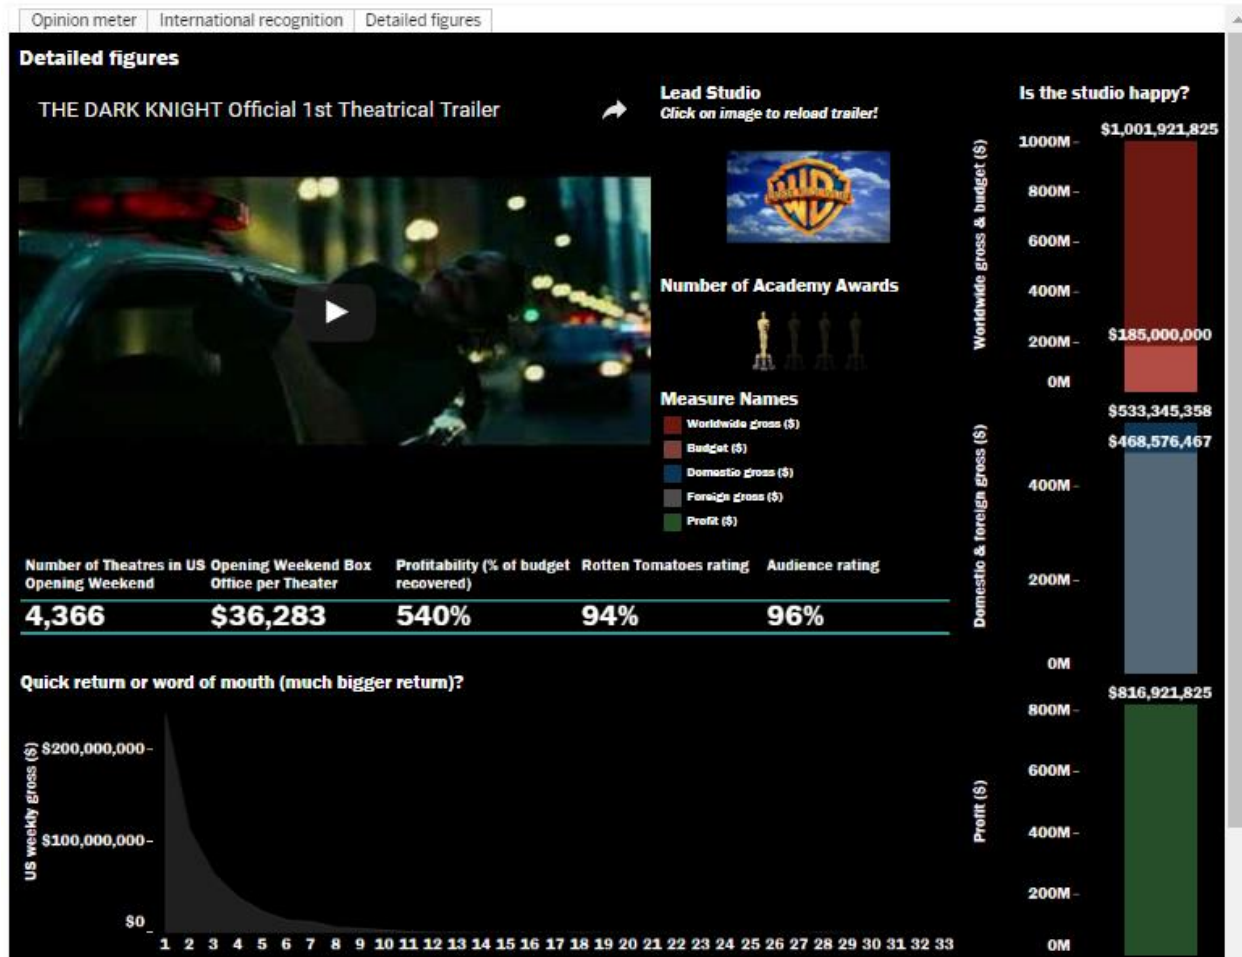 Opinion meter
International recognition
Detailed figures
Detailed figures
THE DARK KNIGHT Official 1st Theatrical Trailer
Lead Studio
Click on image to reload trailer!
Number of Academy Awards
Measure Names
Worldwide gross ($)
Budget ($)
Domestic gross ($)
Foreign gross ($)
Profit ($)
Number of Theatres in US
Opening Weekend
4,366
Opening Weekend Box
Office per Theater
$36,283
Profitability (% of budget
recovered)
540%
Rotten Tomatoes rating
94%
Audience rating
96%
Quick return or word of mouth (much bigger return)?
US weekly gross ($)
$200,000,000
$100,000,000
$0
1 2 3 4 5 6 7 8 9 10 11 12 13 14 15 16 17 18 19 20 21 22 23 24 25 26 27 28 29 30 31 32 33
Is the studio happy?
Worldwide gross & budget ($)
$1,001,921,825
1000M
800M
600M
400M
200M
$185,000,000
0M
Domestic & foreign gross ($)
$533,345,358
$468,576,467
400M
200M
0M
Profit ($)
$816,921,825
800M
600M
400M
200M
0M